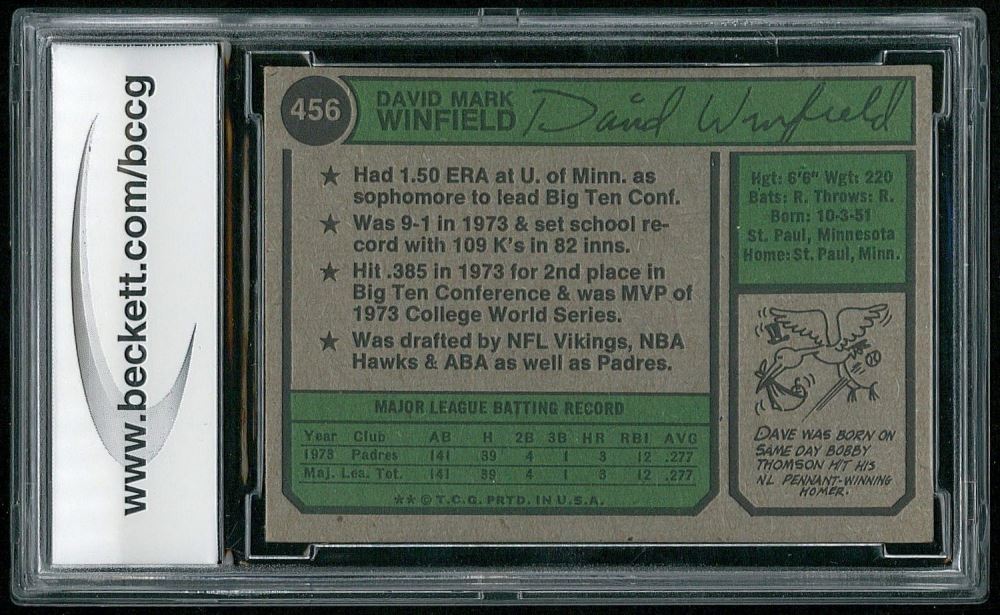 www.beckett.com/bccg
456
DAVID MARK
WINFIELD
David Winfield
★ Had 1.50 ERA at U. of Minn. as
sophomore to lead Big Ten Conf.
★ Was 9-1 in 1973 & set school re-
cord with 109 K's in 82 inns.
★ Hit .385 in 1973 for 2nd place in
Big Ten Conference & was MVP of
1973 College World Series.
★ Was drafted by NFL Vikings, NBA
Hawks & ABA as well as Padres.
Hgt: 6'6" Wgt: 220
Bats: R. Throws: R.
Born: 10-3-51
St. Paul, Minnesota
Home: St. Paul, Minn.
MAJOR LEAGUE BATTING RECORD
Year Club AB H 2B 3B HR RBI AVG
1973 Padres 141 39 4 1 3 12 .277
Maj. Lea. Tot. 141 39 4 1 3 12 .277
** © T.C.G. PRTD. IN U.S.A.
DAVE WAS BORN ON
SAME DAY BOBBY
THOMSON HIT HIS
NL PENNANT-WINNING
HOMER.